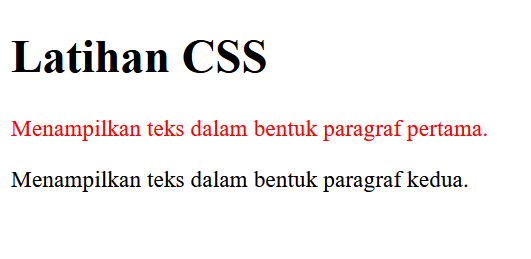 Latihan CSS
Menampilkan teks dalam bentuk paragraf pertama.
Menampilkan teks dalam bentuk paragraf kedua.